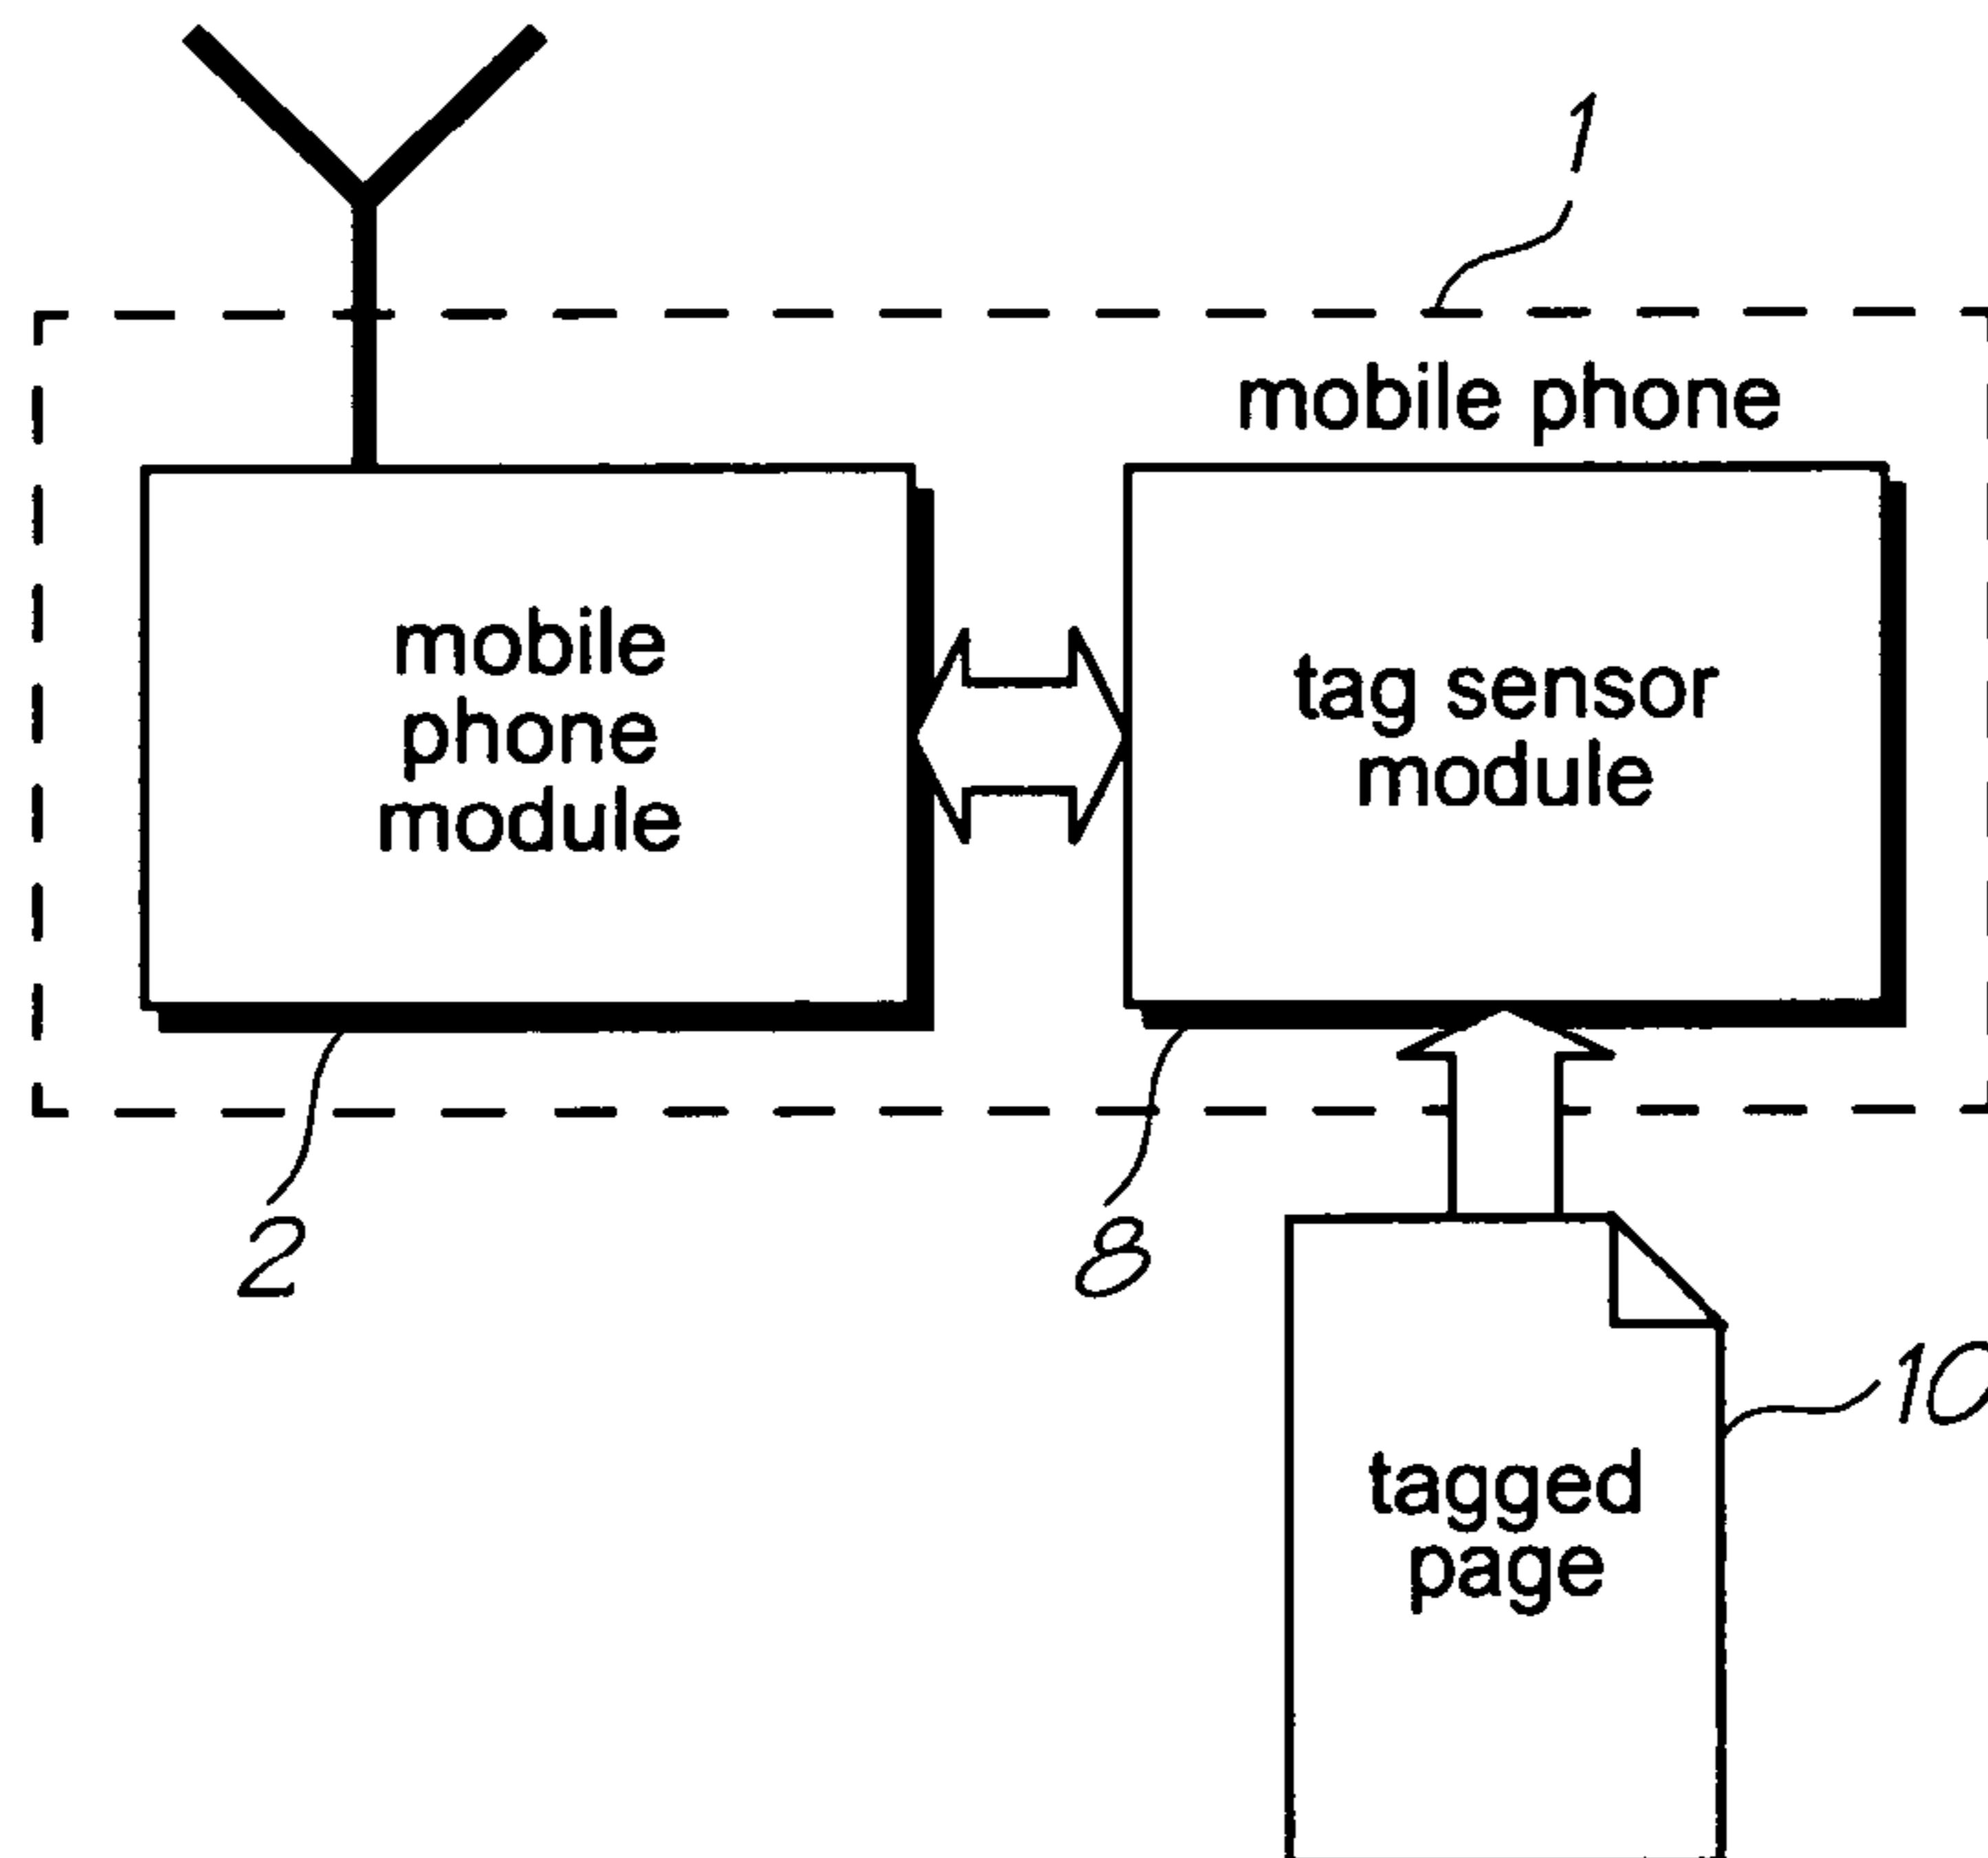 1
mobile phone
mobile
phone
module
tag sensor
module
2
8
10
tagged
page